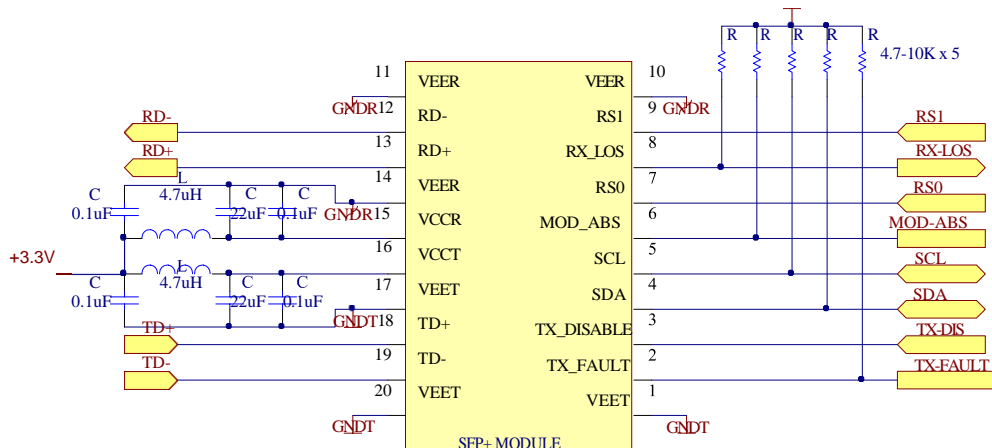 R R R R R
4.7-10K x 5
11 VEER VEER 10
GNDR GNDR
12 RD- RS1 9
RD- RS1
13 RD+ RX_LOS 8
RD+ RX-LOS
14 VEER RS0 7
L
C 4.7uH C C
0.1uF 22uF 0.1uF
GNDR RS0
15 VCCR MOD_ABS 6
MOD-ABS
16 VCCT SCL 5
+3.3V SCL
L
C 4.7uH C C
0.1uF 22uF 0.1uF
17 VEET SDA 4
SDA
GNDT
18 TD+ TX_DISABLE 3
TD+ TX-DIS
19 TD- TX_FAULT 2
TD- TX-FAULT
20 VEET VEET 1
GNDT GNDT
SFP+ MODULE